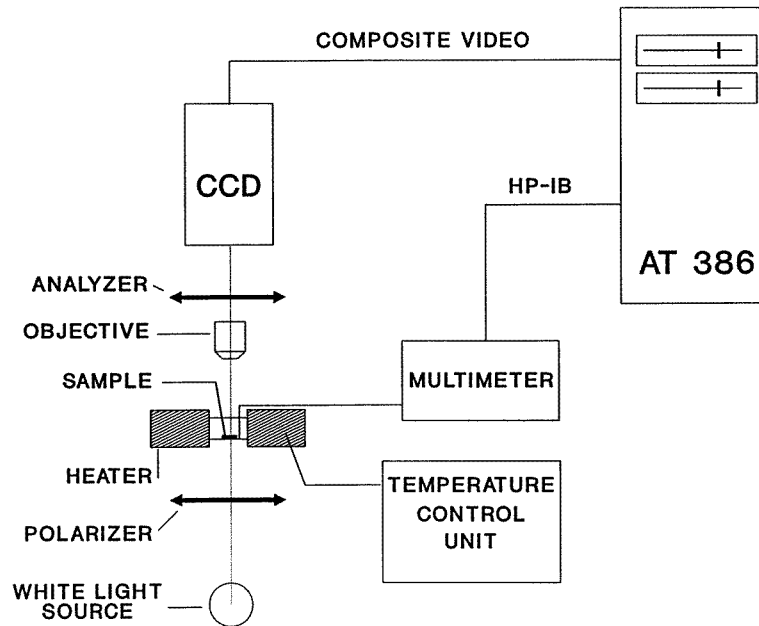 COMPOSITE VIDEO
CCD
HP-IB
AT 386
ANALYZER
OBJECTIVE
SAMPLE
MULTIMETER
HEATER
TEMPERATURE
CONTROL
UNIT
POLARIZER
WHITE LIGHT
SOURCE